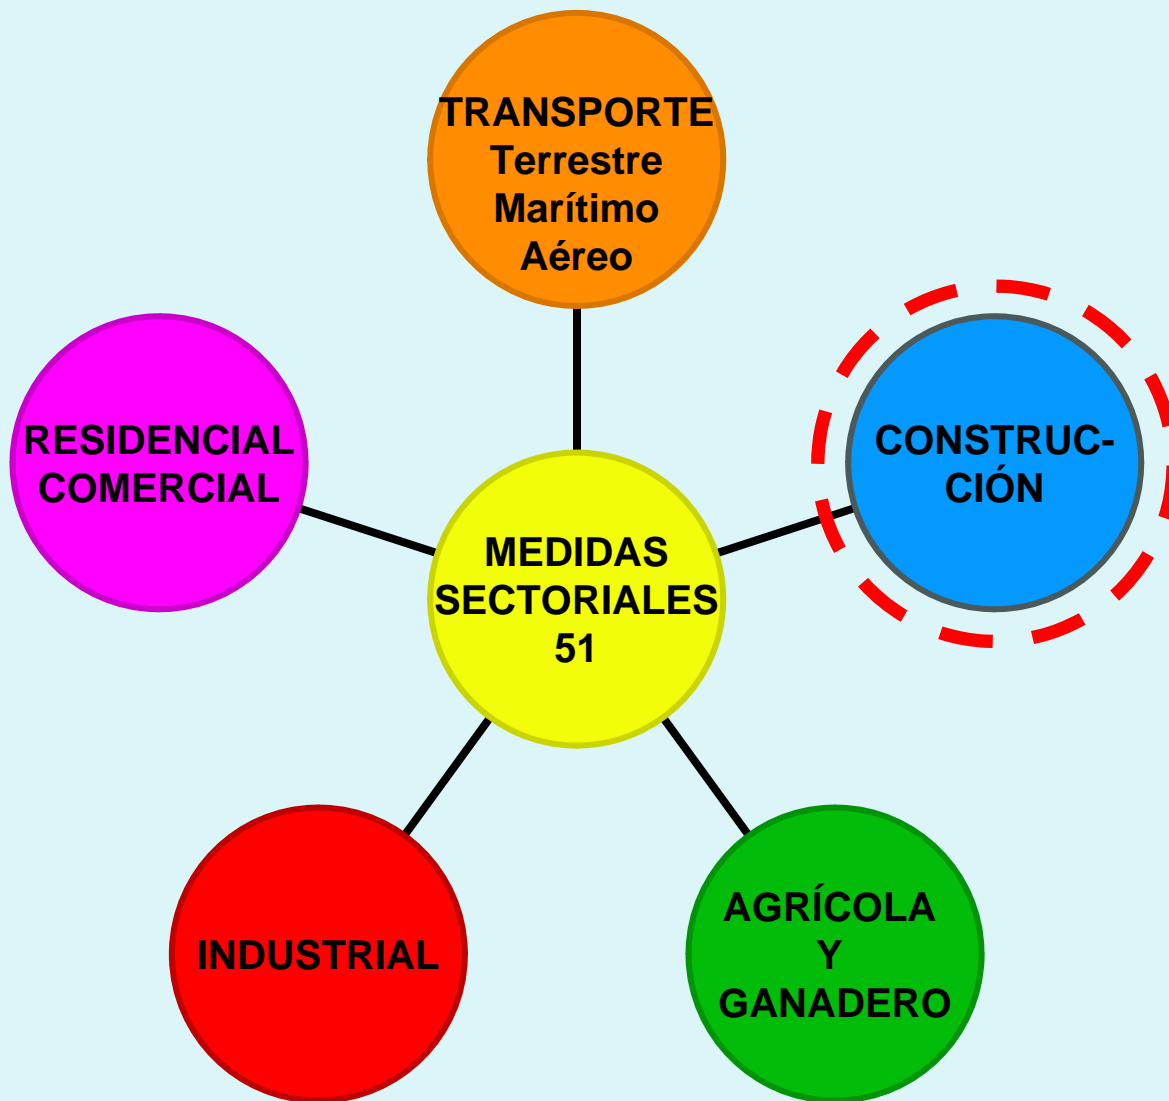 TRANSPORTE
Terrestre
Marítimo
Aéreo
RESIDENCIAL
COMERCIAL
CONSTRUC-
CIÓN
MEDIDAS
SECTORIALES
51
INDUSTRIAL
AGRÍCOLA
Y
GANADERO